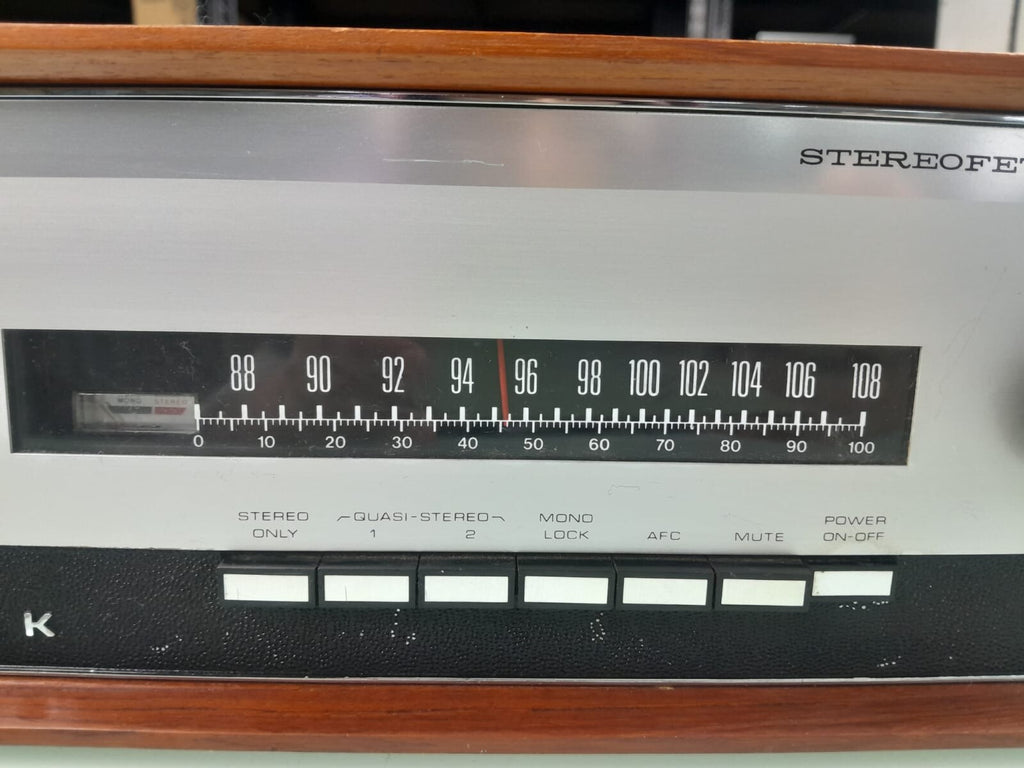 STEREOFET
MONO STEREO
88 90 92 94 96 98 100 102 104 106 108
0 10 20 30 40 50 60 70 80 90 100
STEREO ONLY
QUASI-STEREO
1 2
MONO LOCK
AFC
MUTE
POWER ON-OFF
K